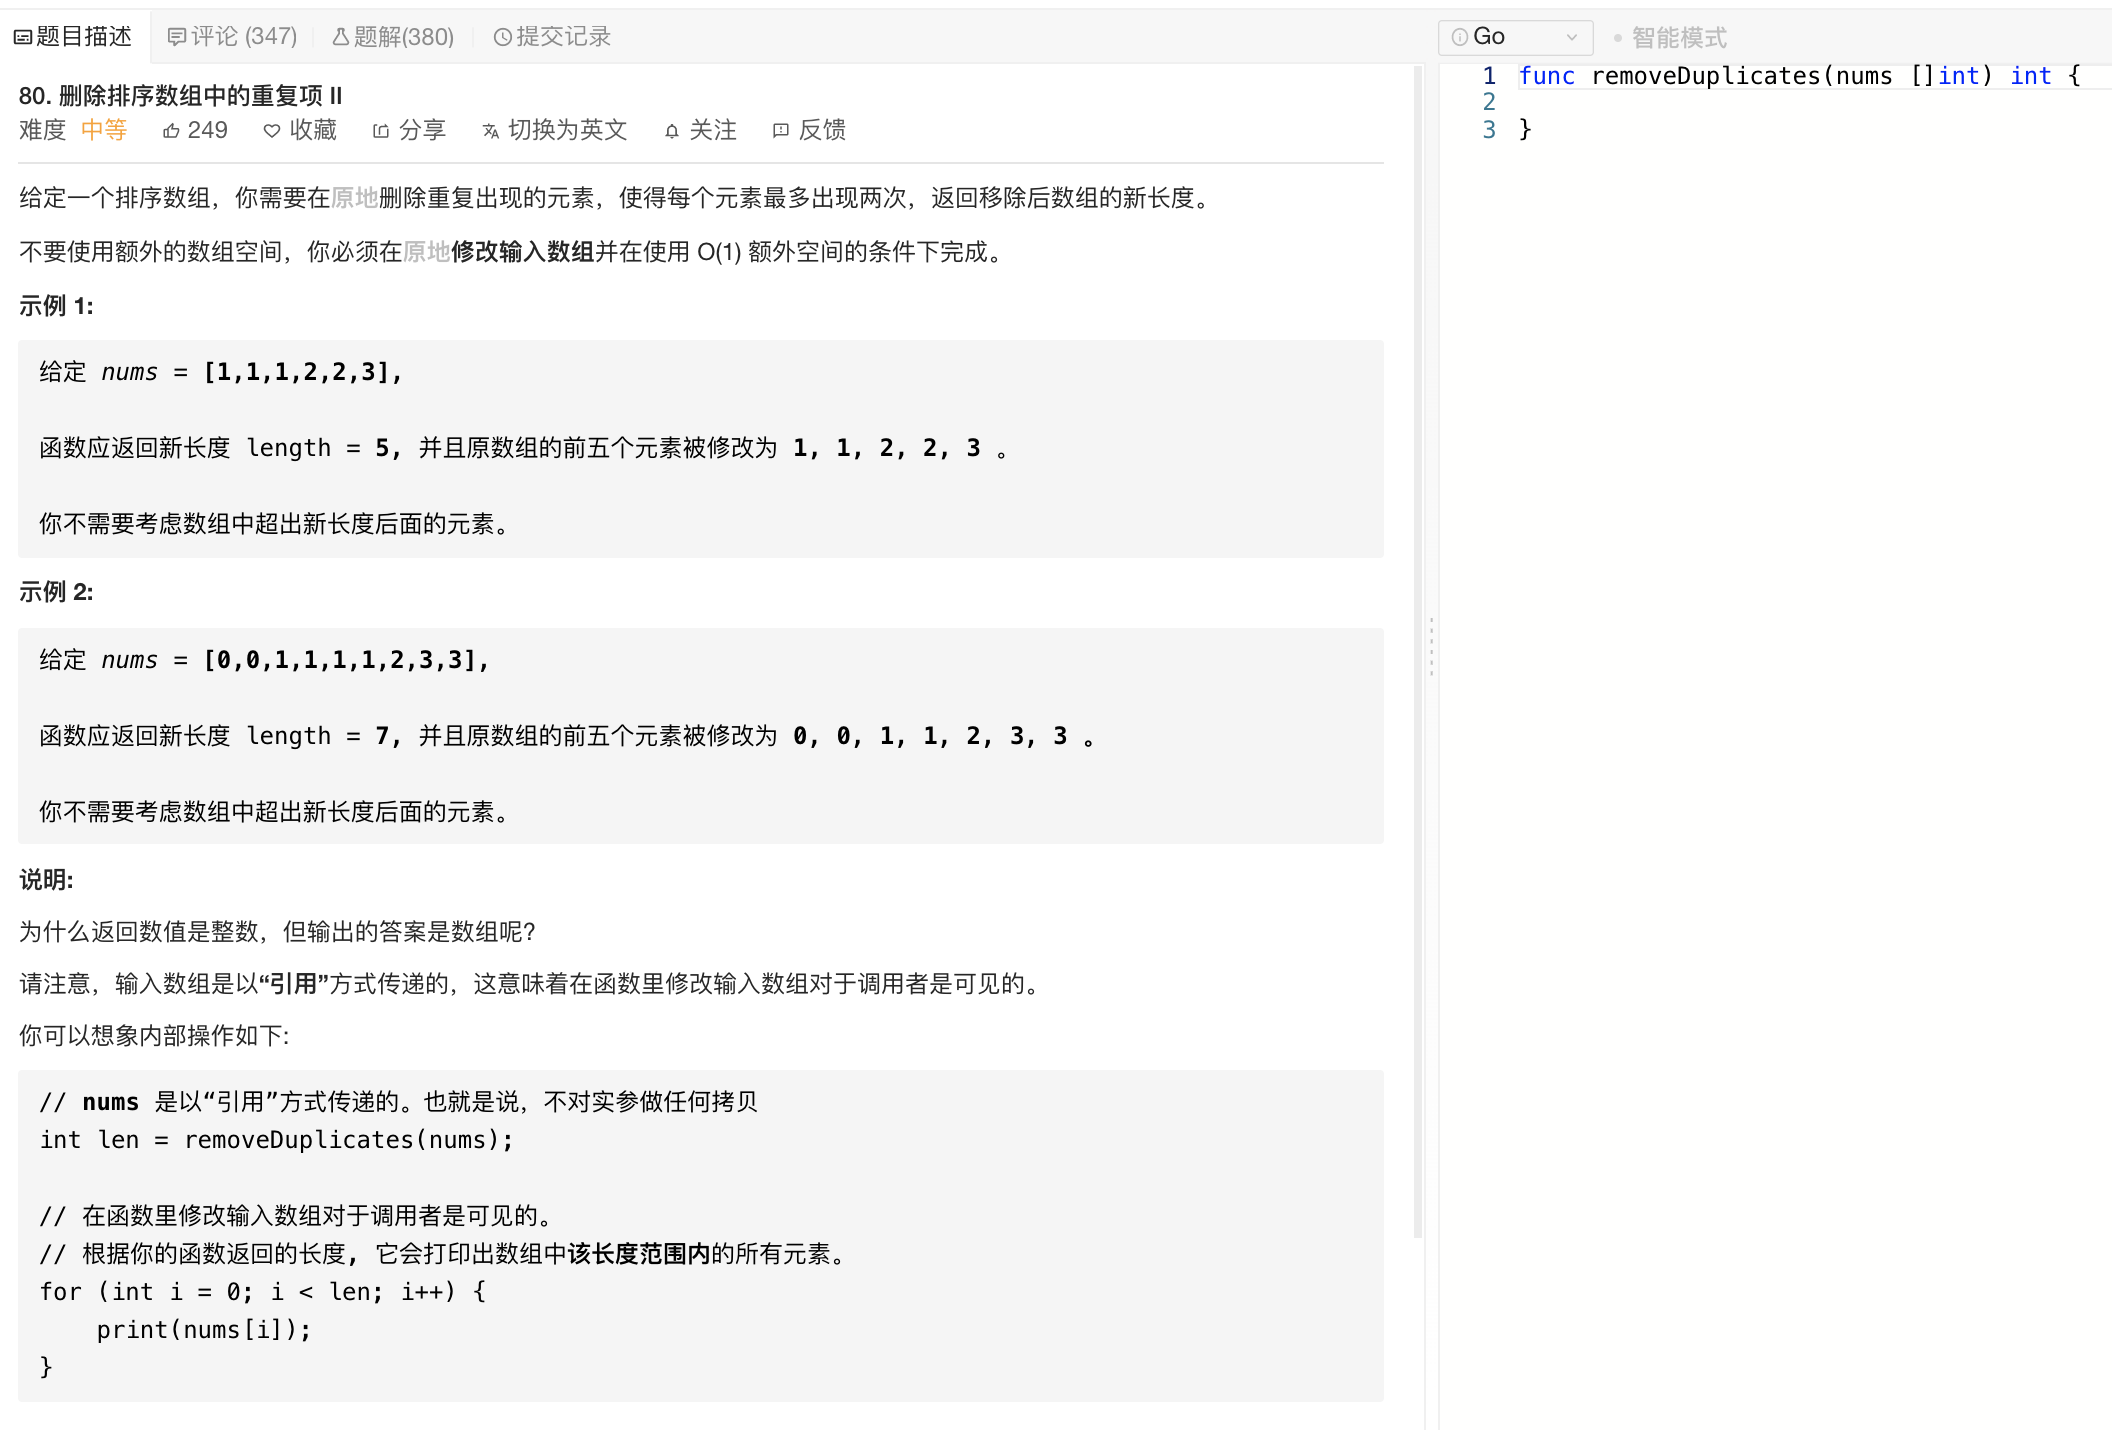 题目描述 评论 (347) 题解(380) 提交记录
80. 删除排序数组中的重复项 II
难度 中等 249 收藏 分享 切换为英文 关注 反馈
给定一个排序数组，你需要在原地删除重复出现的元素，使得每个元素最多出现两次，返回移除后数组的新长度。
不要使用额外的数组空间，你必须在原地修改输入数组并在使用 O(1) 额外空间的条件下完成。
示例 1:
给定 nums = [1,1,1,2,2,3],
函数应返回新长度 length = 5, 并且原数组的前五个元素被修改为 1, 1, 2, 2, 3 。
你不需要考虑数组中超出新长度后面的元素。
示例 2:
给定 nums = [0,0,1,1,1,1,2,3,3],
函数应返回新长度 length = 7, 并且原数组的前五个元素被修改为 0, 0, 1, 1, 2, 3, 3 。
你不需要考虑数组中超出新长度后面的元素。
说明:
为什么返回数值是整数，但输出的答案是数组呢?
请注意，输入数组是以“引用”方式传递的，这意味着在函数里修改输入数组对于调用者是可见的。
你可以想象内部操作如下:
// nums 是以“引用”方式传递的。也就是说，不对实参做任何拷贝
int len = removeDuplicates(nums);
// 在函数里修改输入数组对于调用者是可见的。
// 根据你的函数返回的长度, 它会打印出数组中该长度范围内的所有元素。
for (int i = 0; i < len; i++) {
    print(nums[i]);
}
Go 智能模式
1 func removeDuplicates(nums []int) int {
2
3 }